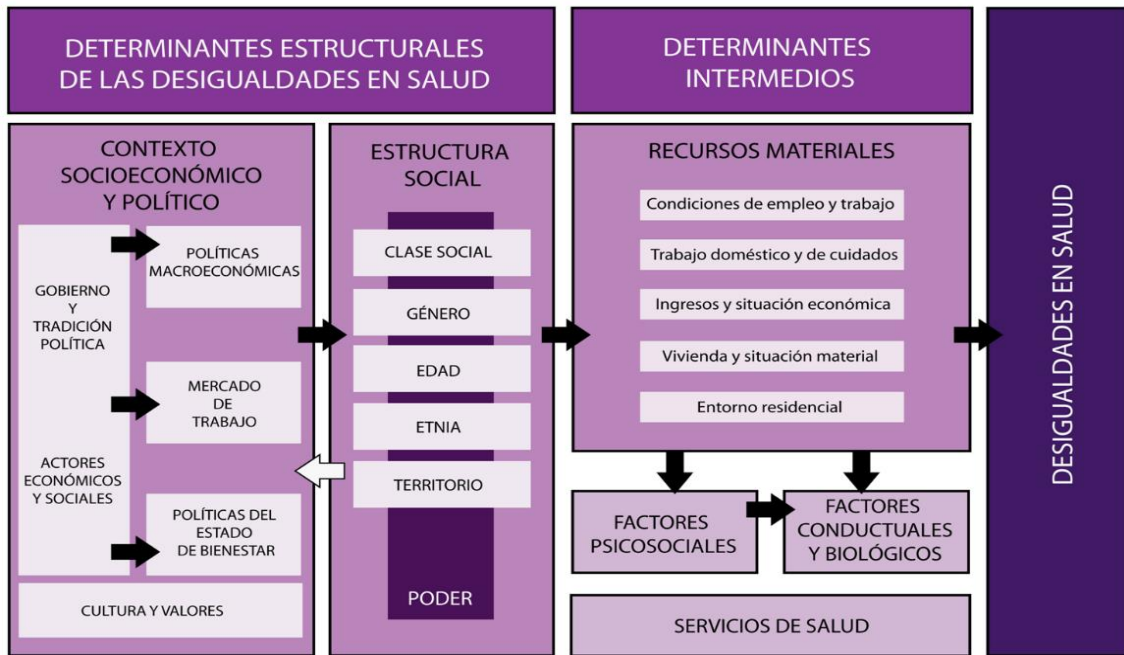 DETERMINANTES ESTRUCTURALES
DE LAS DESIGUALDADES EN SALUD
DETERMINANTES
INTERMEDIOS
CONTEXTO
SOCIOECONÓMICO
Y POLÍTICO
GOBIERNO
Y
TRADICIÓN
POLÍTICA
ACTORES
ECONÓMICOS
Y SOCIALES
POLÍTICAS
MACROECONÓMICAS
MERCADO
DE
TRABAJO
POLÍTICAS DEL
ESTADO
DE BIENESTAR
CULTURA Y VALORES
ESTRUCTURA
SOCIAL
CLASE SOCIAL
GÉNERO
EDAD
ETNIA
TERRITORIO
PODER
RECURSOS MATERIALES
Condiciones de empleo y trabajo
Trabajo doméstico y de cuidados
Ingresos y situación económica
Vivienda y situación material
Entorno residencial
FACTORES
PSICOSOCIALES
FACTORES
CONDUCTUALES
Y BIOLÓGICOS
SERVICIOS DE SALUD
DESIGUALDADES EN SALUD